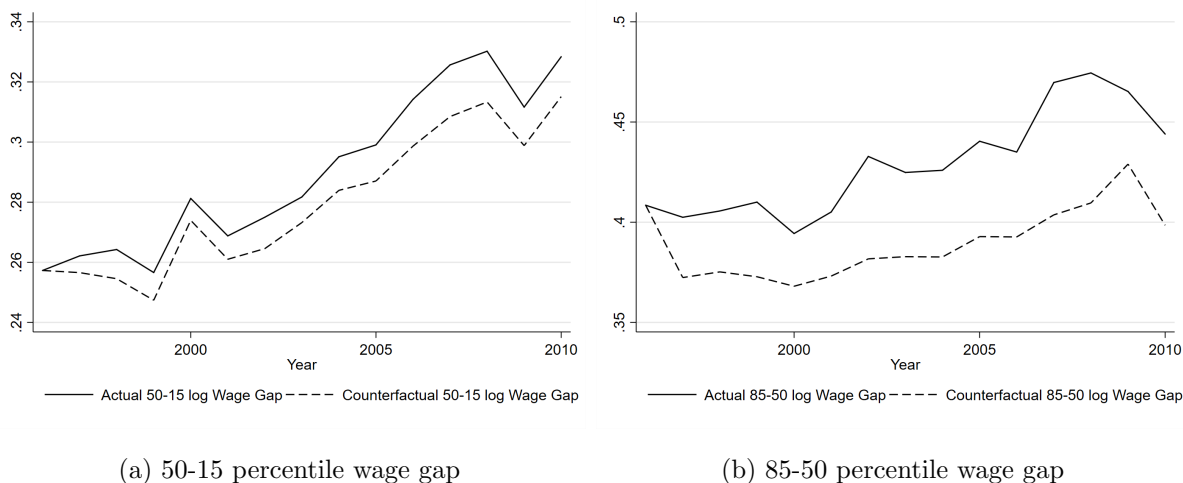 .34
.32
.3
.28
.26
.24
2000 2005 2010
Year
Actual 50-15 log Wage Gap Counterfactual 50-15 log Wage Gap
(a) 50-15 percentile wage gap
.5
.45
.4
.35
2000 2005 2010
Year
Actual 85-50 log Wage Gap Counterfactual 85-50 log Wage Gap
(b) 85-50 percentile wage gap